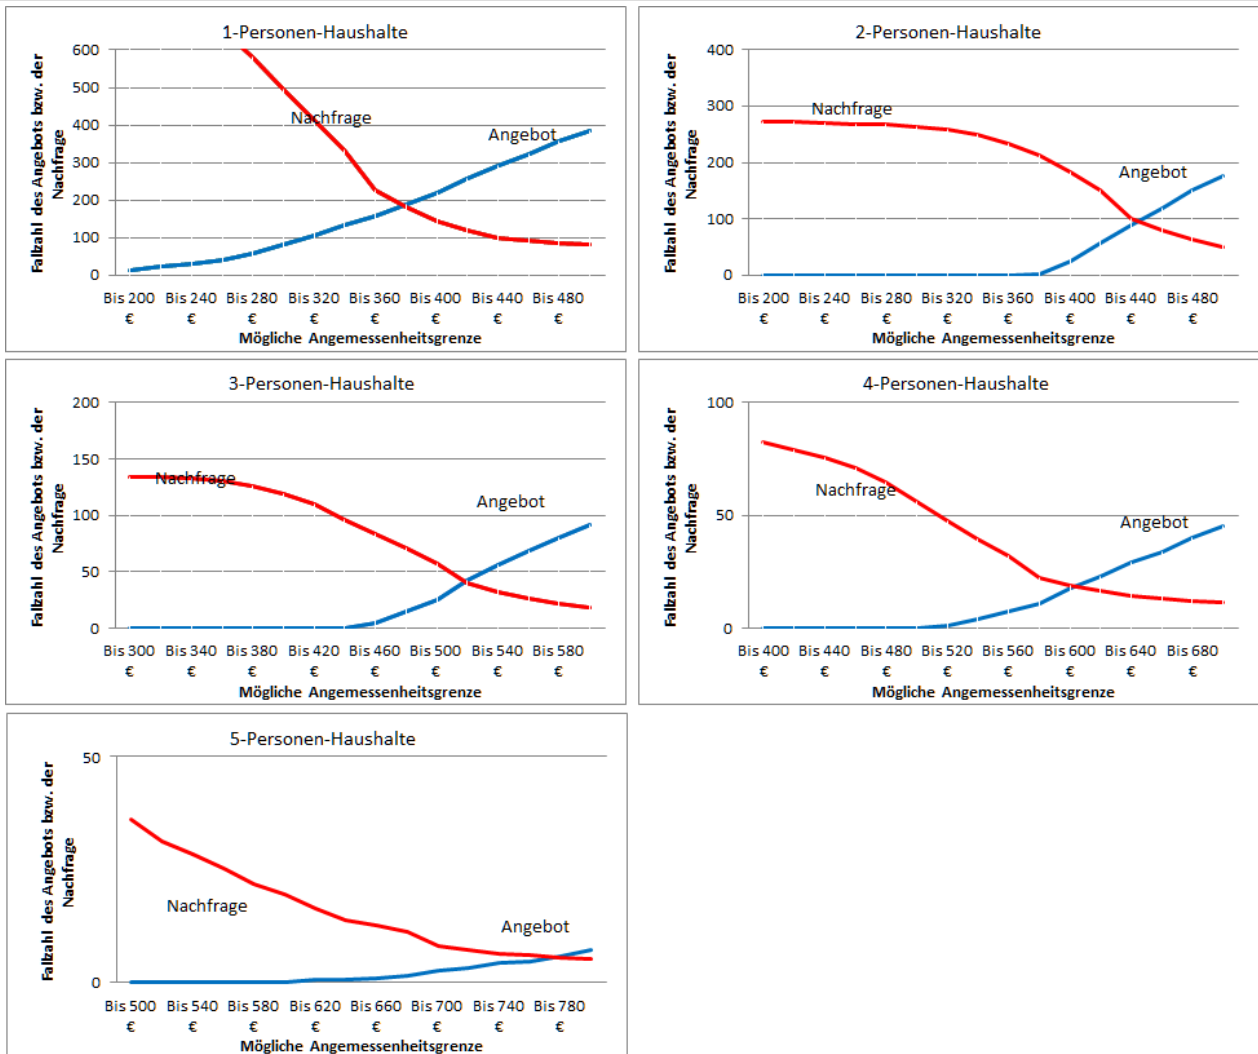 1-Personen-Haushalte
Fallzahl des Angebots bzw. der
Nachfrage
600
500
400
300
200
100
0
Nachfrage
Angebot
Bis 200 € Bis 240 € Bis 280 € Bis 320 € Bis 360 € Bis 400 € Bis 440 € Bis 480 €
Mögliche Angemessenheitsgrenze
2-Personen-Haushalte
Fallzahl des Angebots bzw. der
Nachfrage
400
300
200
100
0
Nachfrage
Angebot
Bis 200 € Bis 240 € Bis 280 € Bis 320 € Bis 360 € Bis 400 € Bis 440 € Bis 480 €
Mögliche Angemessenheitsgrenze
3-Personen-Haushalte
Fallzahl des Angebots bzw. der
Nachfrage
200
150
100
50
0
Nachfrage
Angebot
Bis 300 € Bis 340 € Bis 380 € Bis 420 € Bis 460 € Bis 500 € Bis 540 € Bis 580 €
Mögliche Angemessenheitsgrenze
4-Personen-Haushalte
Fallzahl des Angebots bzw. der
Nachfrage
100
50
0
Nachfrage
Angebot
Bis 400 € Bis 440 € Bis 480 € Bis 520 € Bis 560 € Bis 600 € Bis 640 € Bis 680 €
Mögliche Angemessenheitsgrenze
5-Personen-Haushalte
Fallzahl des Angebots bzw. der
Nachfrage
50
0
Nachfrage
Angebot
Bis 500 € Bis 540 € Bis 580 € Bis 620 € Bis 660 € Bis 700 € Bis 740 € Bis 780 €
Mögliche Angemessenheitsgrenze